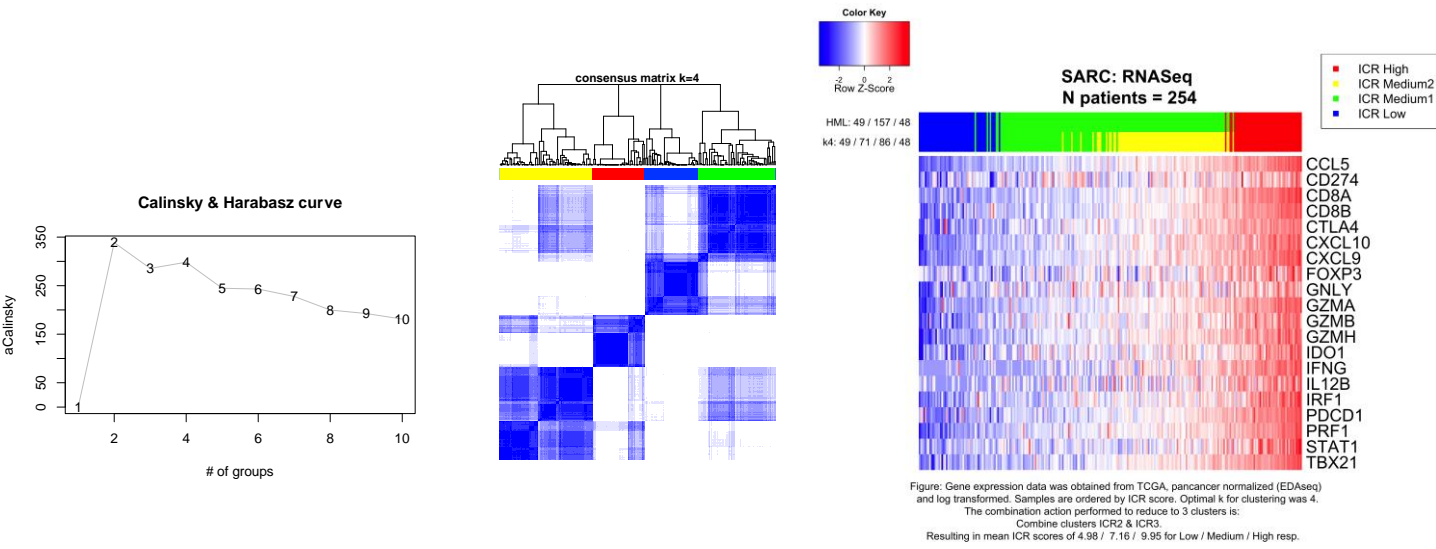 Calinsky & Harabasz curve
aCalinsky
350
250
150
50
0
1
2
3
4
5
6
7
8
9
10
2
4
6
8
10
# of groups
consensus matrix k=4
Color Key
-2 0 2
Row Z-Score
SARC: RNASeq
N patients = 254
ICR High
ICR Medium2
ICR Medium1
ICR Low
HML: 49 / 157 / 48
k4: 49 / 71 / 86 / 48
CCL5
CD274
CD8A
CD8B
CTLA4
CXCL10
CXCL9
FOXP3
GNLY
GZMA
GZMB
GZMH
IDO1
IFNG
IL12B
IRF1
PDCD1
PRF1
STAT1
TBX21
Figure: Gene expression data was obtained from TCGA, pancancer normalized (EDAseq)
and log transformed. Samples are ordered by ICR score. Optimal k for clustering was 4.
The combination action performed to reduce to 3 clusters is:
Combine clusters ICR2 & ICR3.
Resulting in mean ICR scores of 4.98 / 7.16 / 9.95 for Low / Medium / High resp.